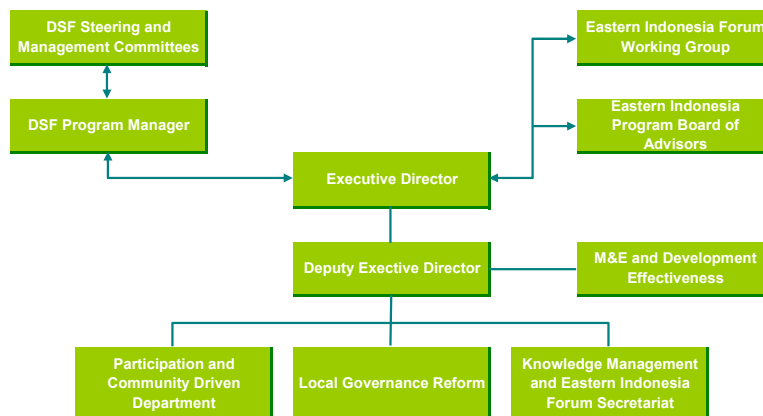 DSF Steering and
Management Committees
Eastern Indonesia Forum
Working Group
DSF Program Manager
Eastern Indonesia
Program Board of
Advisors
Executive Director
Deputy Exective Director
M&E and Development
Effectiveness
Participation and
Community Driven
Department
Local Governance Reform
Knowledge Management
and Eastern Indonesia
Forum Secretariat